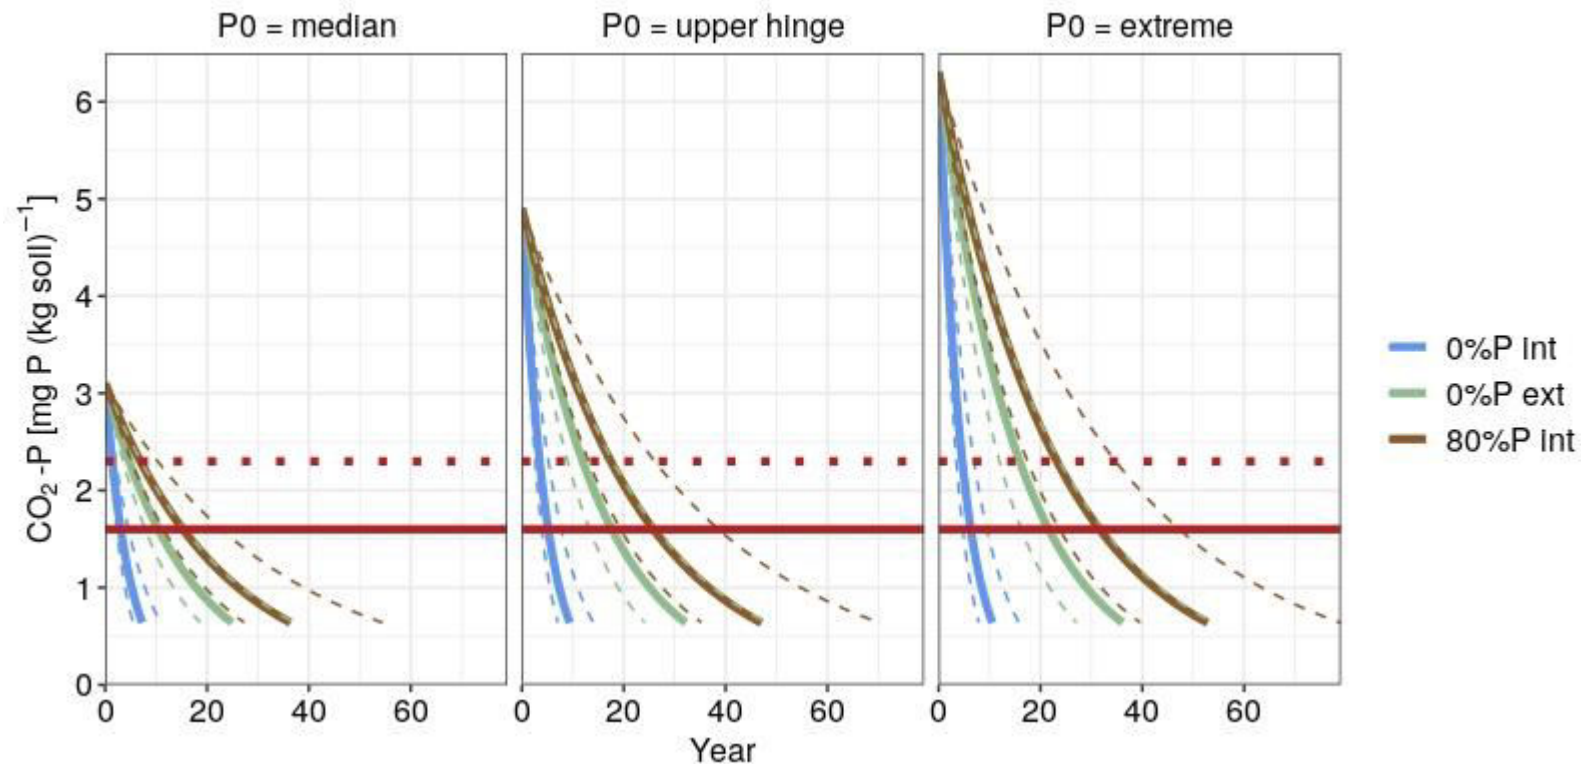 P0 = median
P0 = upper hinge
P0 = extreme
CO₂-P [mg P (kg soil)⁻¹]
6
5
4
3
2
1
0
0 20 40 60
0 20 40 60
0 20 40 60
Year
0%P int
0%P ext
80%P int